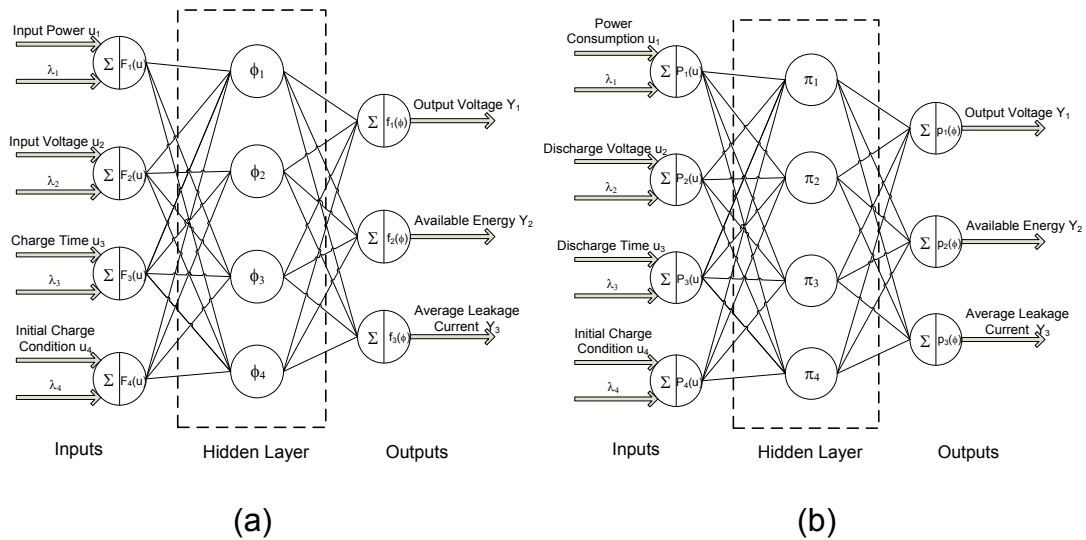 Input Power u1
λ1
Σ F1(u)
Input Voltage u2
λ2
Σ F2(u)
Charge Time u3
λ3
Σ F3(u)
Initial Charge
Condition u4
λ4
Σ F4(u)
ϕ1
ϕ2
ϕ3
ϕ4
Σ f1(ϕ)
Output Voltage Y1
Σ f2(ϕ)
Available Energy Y2
Σ f3(ϕ)
Average Leakage
Current Y3
Inputs
Hidden Layer
Outputs
(a)
Power
Consumption u1
λ1
Σ P1(u)
Discharge Voltage u2
λ2
Σ P2(u)
Discharge Time u3
λ3
Σ P3(u)
Initial Charge
Condition u4
λ4
Σ P4(u)
π1
π2
π3
π4
Σ p1(ϕ)
Output Voltage Y1
Σ p2(ϕ)
Available Energy Y2
Σ p3(ϕ)
Average Leakage
Current Y3
Inputs
Hidden Layer
Outputs
(b)